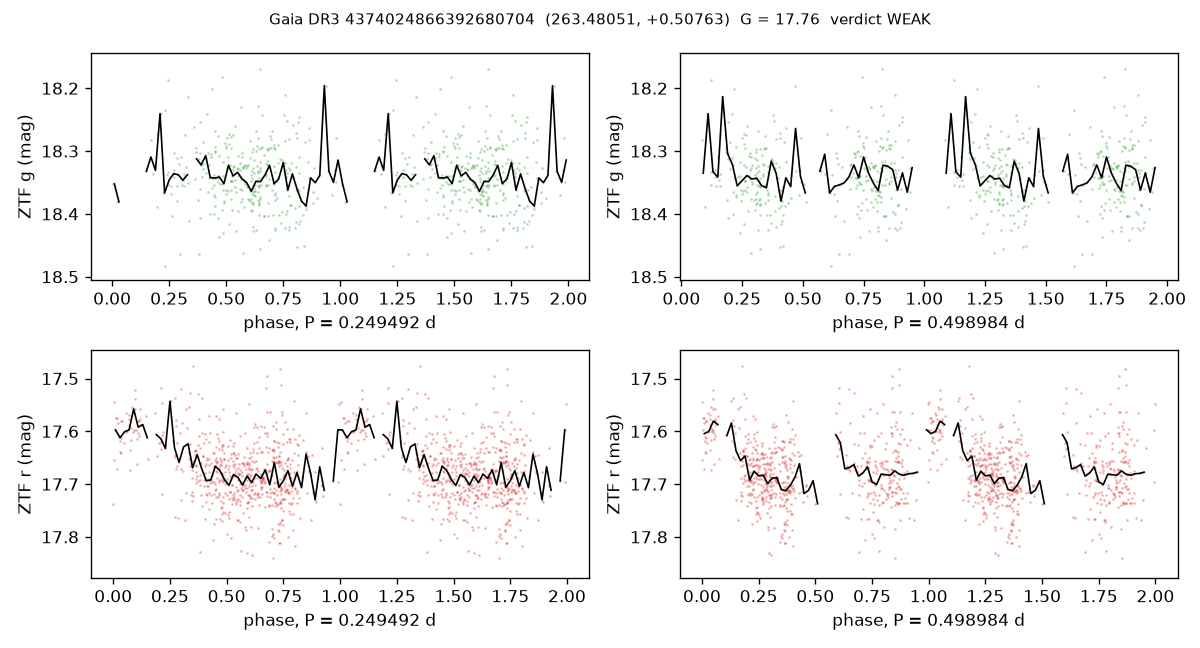 Gaia DR3 4374024866392680704  (263.48051, +0.50763)  G = 17.76  verdict WEAK
ZTF g (mag)
18.2
18.3
18.4
18.5
0.00 0.25 0.50 0.75 1.00 1.25 1.50 1.75 2.00
phase, P = 0.249492 d
ZTF g (mag)
18.2
18.3
18.4
18.5
0.00 0.25 0.50 0.75 1.00 1.25 1.50 1.75 2.00
phase, P = 0.498984 d
ZTF r (mag)
17.5
17.6
17.7
17.8
0.00 0.25 0.50 0.75 1.00 1.25 1.50 1.75 2.00
phase, P = 0.249492 d
ZTF r (mag)
17.5
17.6
17.7
17.8
0.00 0.25 0.50 0.75 1.00 1.25 1.50 1.75 2.00
phase, P = 0.498984 d